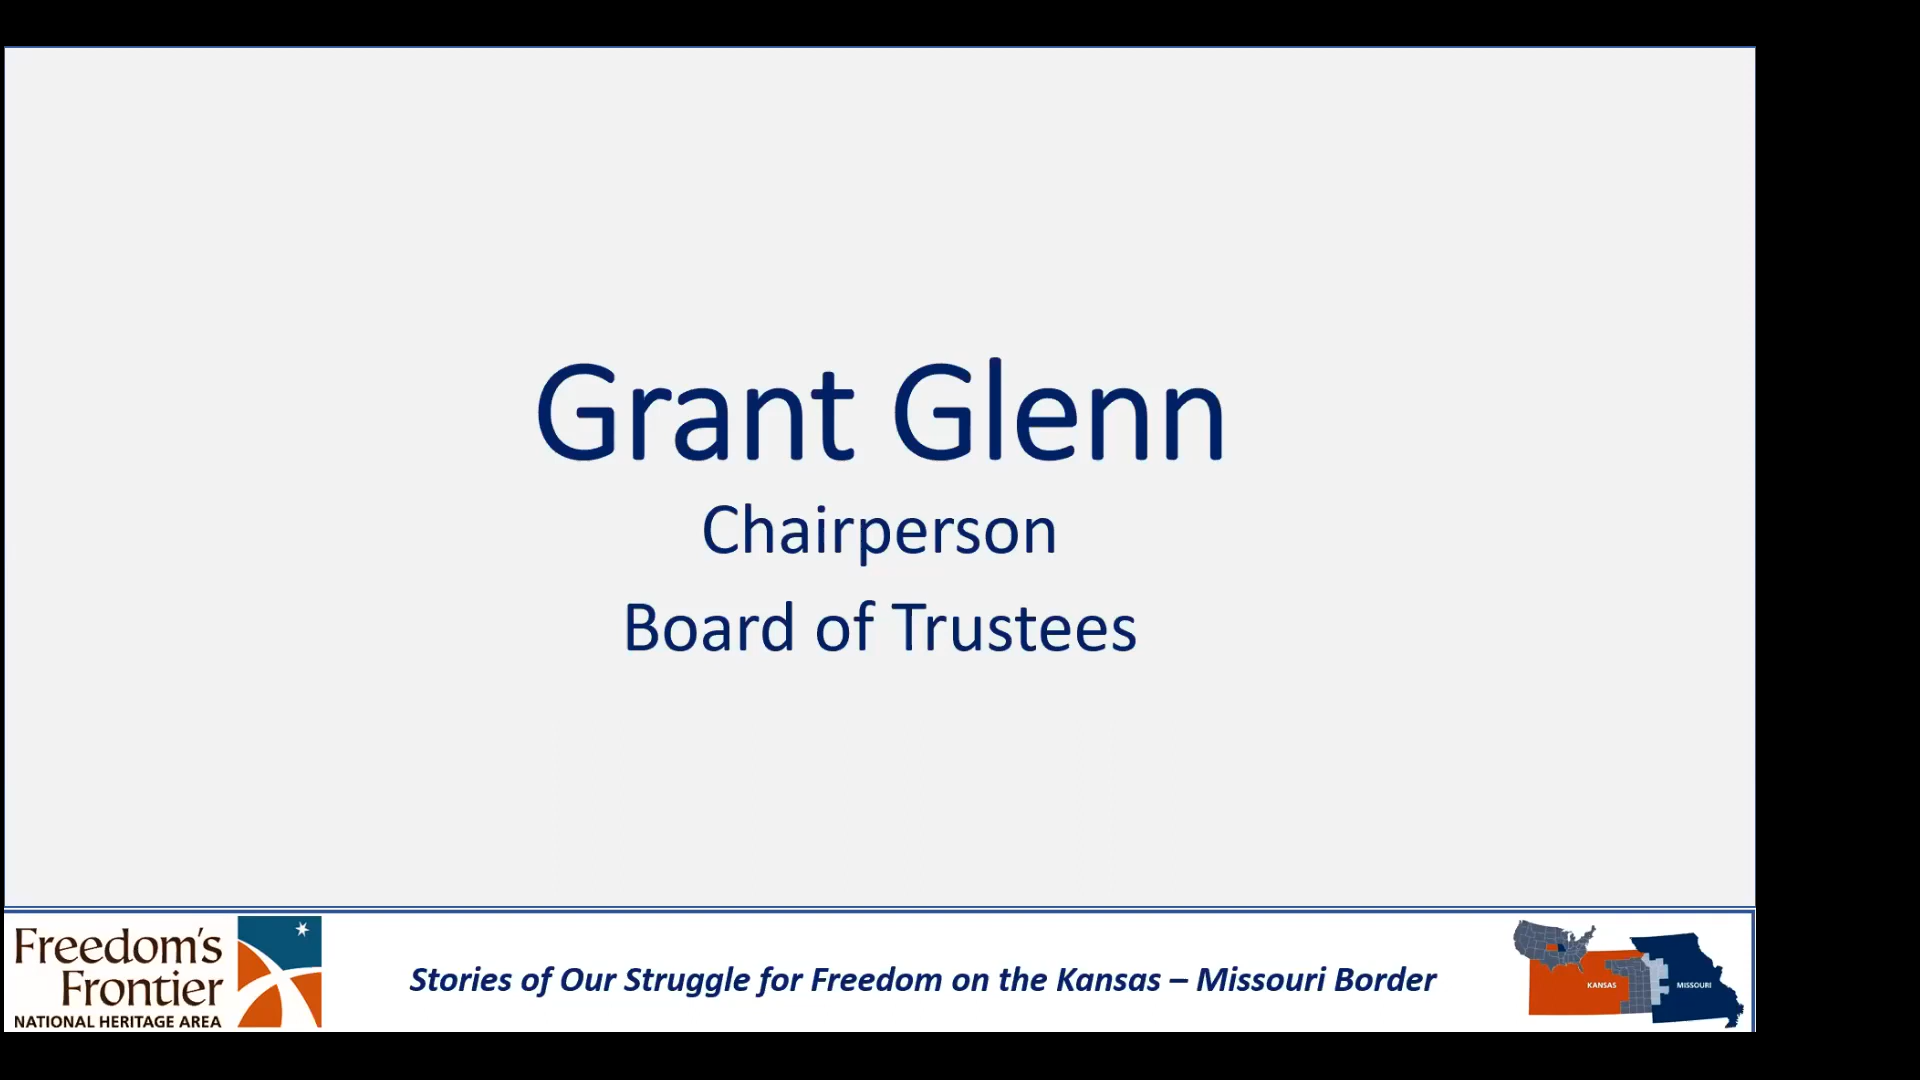 Grant Glenn
Chairperson
Board of Trustees
Freedom's
Frontier
NATIONAL HERITAGE AREA
Stories of Our Struggle for Freedom on the Kansas – Missouri Border
KANSAS
MISSOURI